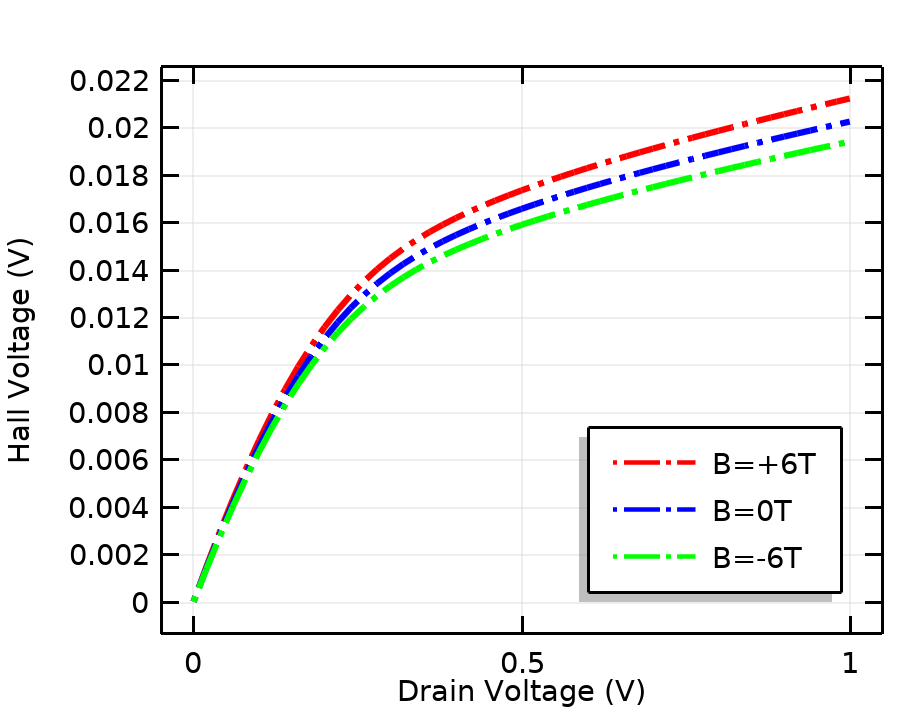 0.022
0.02
0.018
0.016
0.014
0.012
0.01
0.008
0.006
0.004
0.002
0
Hall Voltage (V)
B=+6T
B=0T
B=-6T
0 0.5 1
Drain Voltage (V)